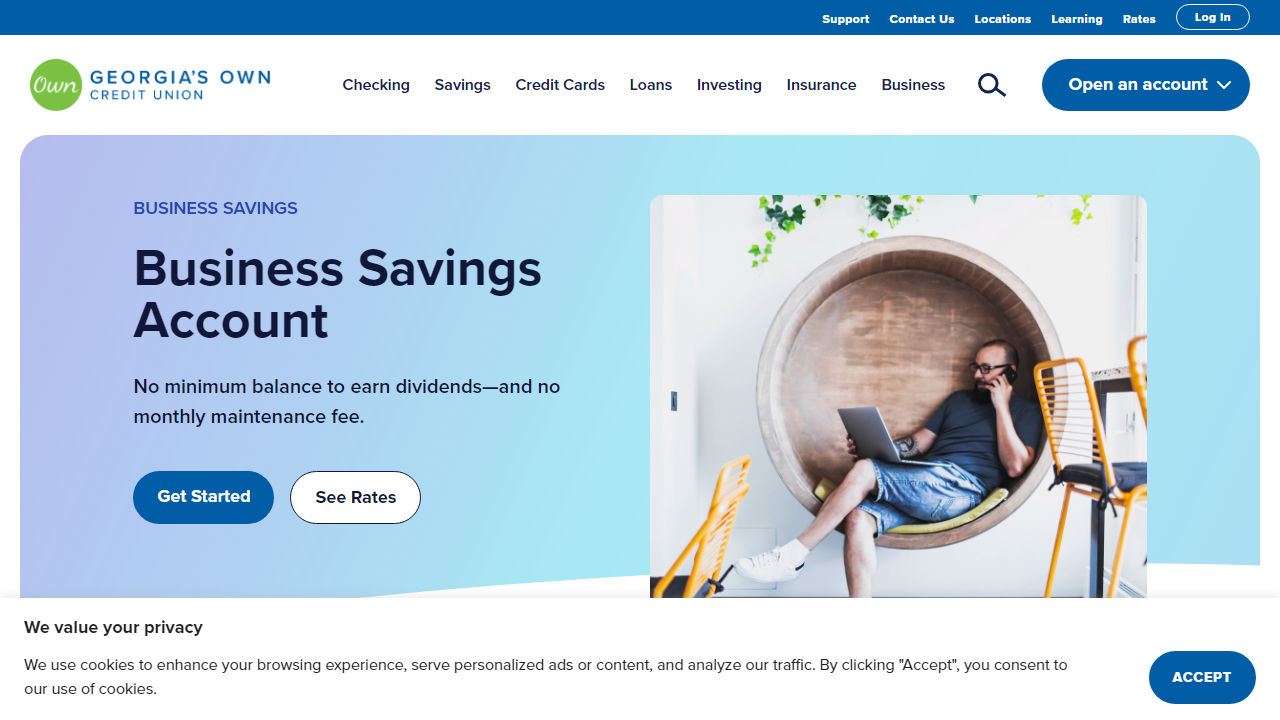 Support Contact Us Locations Learning Rates Log In
Own GEORGIA'S OWN
CREDIT UNION
Checking Savings Credit Cards Loans Investing Insurance Business Open an account
BUSINESS SAVINGS
Business Savings
Account
No minimum balance to earn dividends—and no
monthly maintenance fee.
Get Started See Rates
We value your privacy
We use cookies to enhance your browsing experience, serve personalized ads or content, and analyze our traffic. By clicking "Accept", you consent to
our use of cookies.
ACCEPT